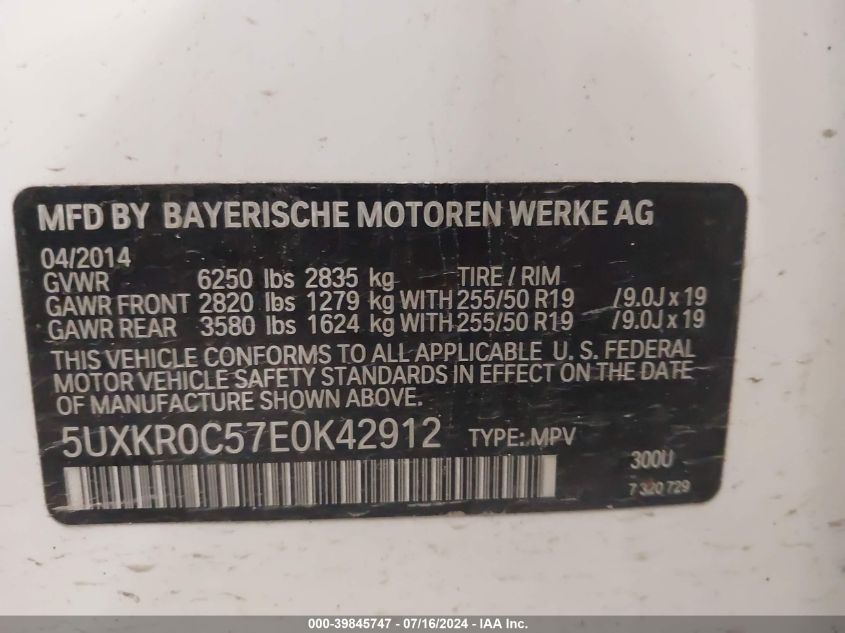 MFD BY BAYERISCHE MOTOREN WERKE AG
04/2014
GVWR 6250 lbs 2835 kg TIRE / RIM
GAWR FRONT 2820 lbs 1279 kg WITH 255/50 R19 /9.0J x 19
GAWR REAR 3580 lbs 1624 kg WITH 255/50 R19 /9.0J x 19
THIS VEHICLE CONFORMS TO ALL APPLICABLE U. S. FEDERAL
MOTOR VEHICLE SAFETY STANDARDS IN EFFECT ON THE DATE
OF MANUFACTURE SHOWN ABOVE.
5UXKR0C57E0K42912 TYPE: MPV
300U
7 320 729
000-39845747 - 07/16/2024 - IAA Inc.